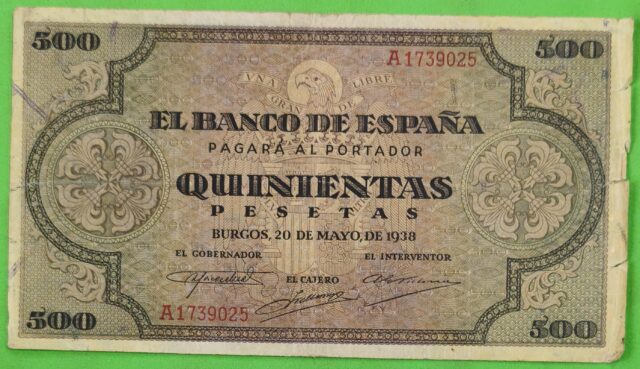 500 500
A1739025
UNA LIBRE
GRANDE
EL BANCO DE ESPAÑA
PAGARÁ AL PORTADOR
QUINIENTAS
PESETAS
BURGOS, 20 DE MAYO, DE 1938
EL GOBERNADOR EL INTERVENTOR
EL CAJERO
A1739025
500 500